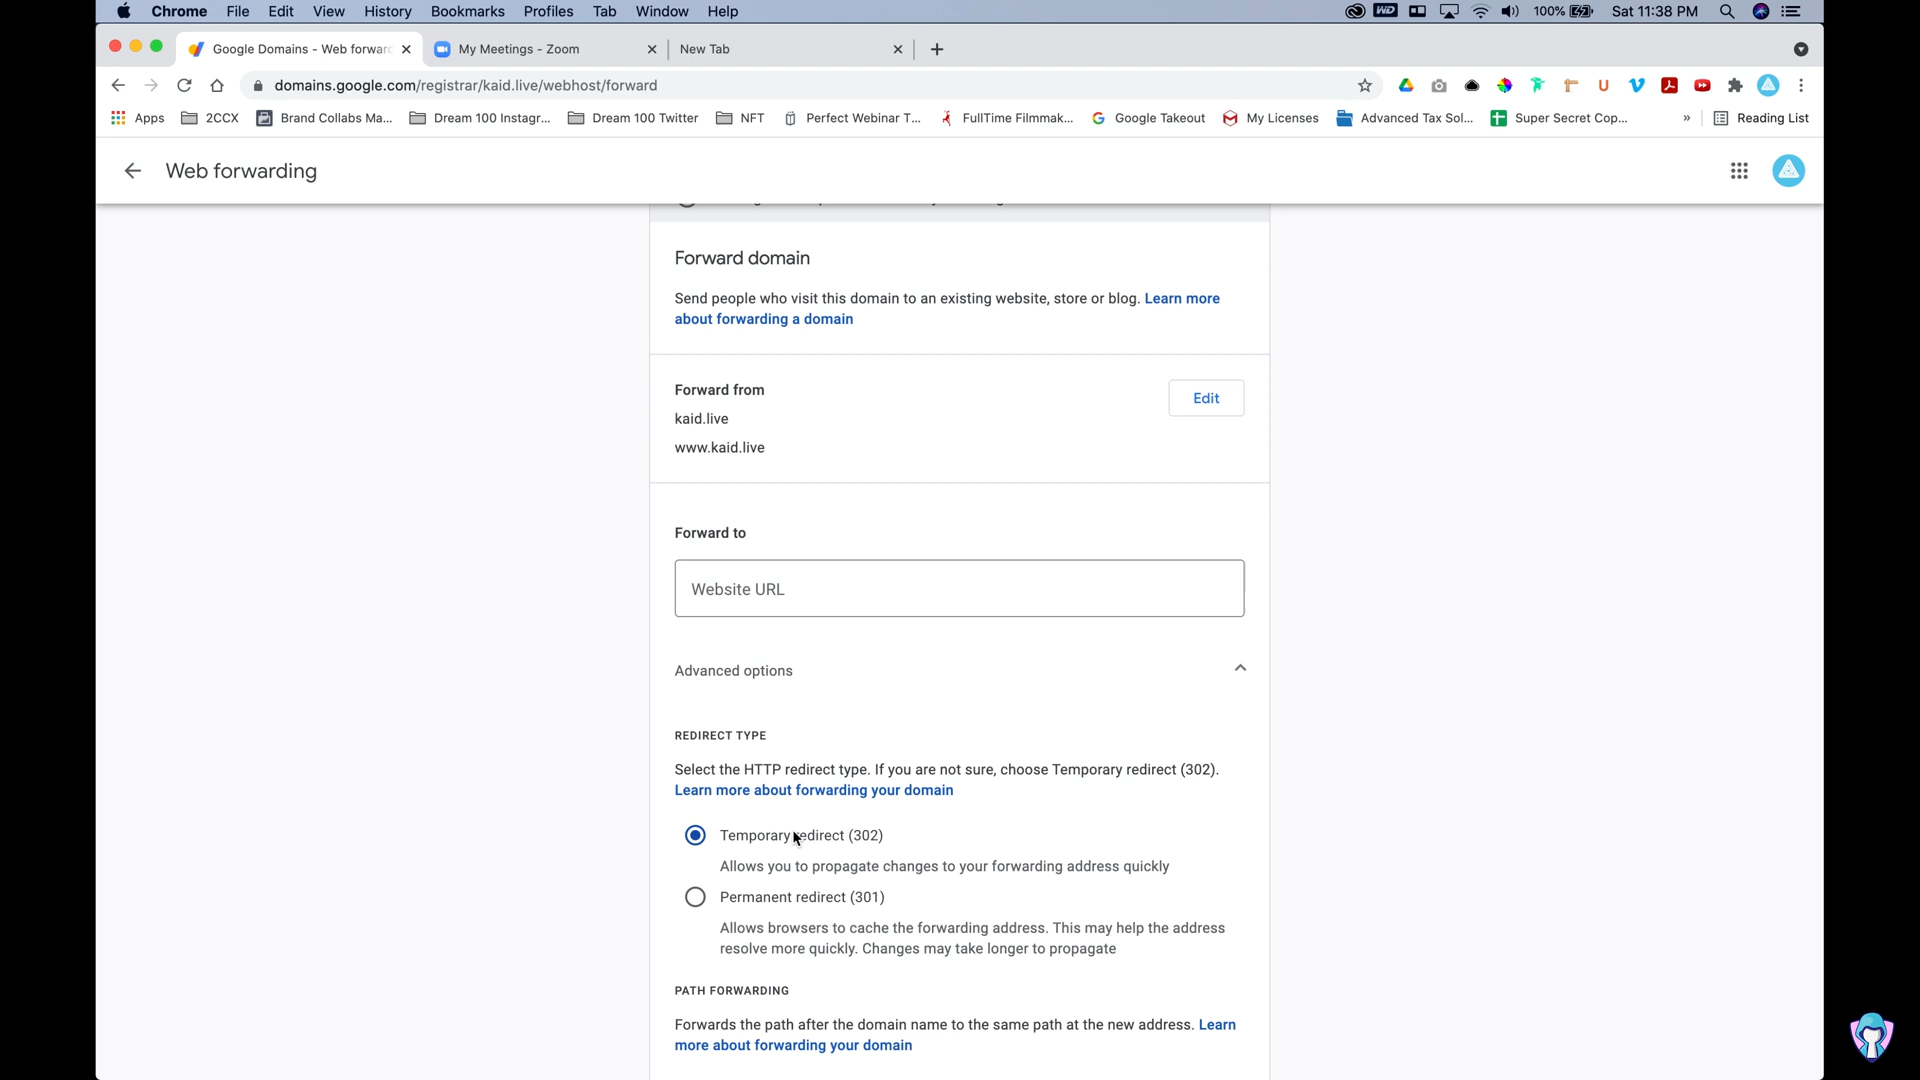 Chrome File Edit View History Bookmarks Profiles Tab Window Help WD 100% Sat 11:38 PM
Google Domains - Web forwar My Meetings - Zoom New Tab
domains.google.com/registrar/kaid.live/webhost/forward
Apps 2CCX Brand Collabs Ma... Dream 100 Instagr... Dream 100 Twitter NFT Perfect Webinar T... FullTime Filmmak... Google Takeout My Licenses Advanced Tax Sol... Super Secret Cop... » Reading List
Web forwarding
Forward domain
Send people who visit this domain to an existing website, store or blog. Learn more
about forwarding a domain
Forward from
Edit
kaid.live
www.kaid.live
Forward to
Website URL
Advanced options
REDIRECT TYPE
Select the HTTP redirect type. If you are not sure, choose Temporary redirect (302).
Learn more about forwarding your domain
Temporary redirect (302)
Allows you to propagate changes to your forwarding address quickly
Permanent redirect (301)
Allows browsers to cache the forwarding address. This may help the address
resolve more quickly. Changes may take longer to propagate
PATH FORWARDING
Forwards the path after the domain name to the same path at the new address. Learn
more about forwarding your domain